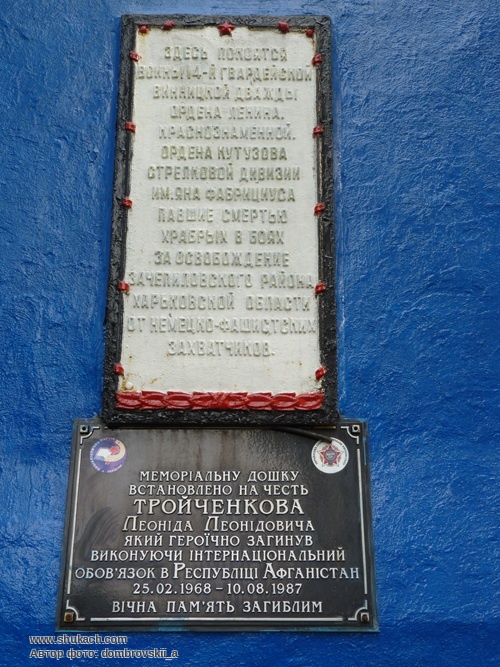 ЗДЕСЬ ПОКОЯТСЯ
ВОИНЫ 14-Й ГВАРДЕЙСКОЙ
ВИННИЦКОЙ ДВАЖДЫ
ОРДЕНА ЛЕНИНА,
КРАСНОЗНАМЕННОЙ.
ОРДЕНА КУТУЗОВА
СТРЕЛКОВОЙ ДИВИЗИИ
ИМ.ЯНА ФАБРИЦИУСА
ПАВШИЕ СМЕРТЬЮ
ХРАБРЫХ В БОЯХ
ЗА ОСВОБОЖДЕНИЕ
ЗАЧЕПИЛОВСКОГО РАЙОНА
ХАРЬКОВСКОЙ ОБЛАСТИ
ОТ НЕМЕЦКО-ФАШИСТСКИХ
ЗАХВАТЧИКОВ.
МЕМОРІАЛЬНУ ДОШКУ
ВСТАНОВЛЕНО НА ЧЕСТЬ
ТРОЙЧЕНКОВА
ЛЕОНІДА ЛЕОНІДОВИЧА
ЯКИЙ ГЕРОЇЧНО ЗАГИНУВ
ВИКОНУЮЧИ ІНТЕРНАЦІОНАЛЬНИЙ
ОБОВ'ЯЗОК В РЕСПУБЛІЦІ АФГАНІСТАН
25.02.1968 – 10.08.1987
ВІЧНА ПАМ'ЯТЬ ЗАГИБЛИМ
www.shukach.com
Автор фото: dombrovskii_a